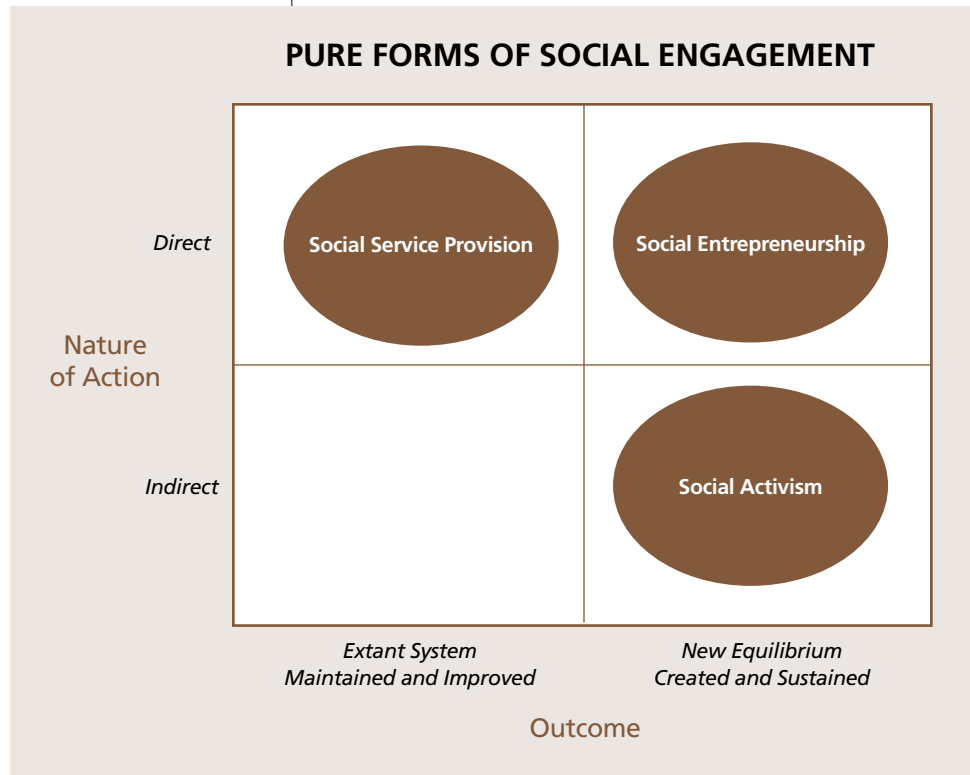 PURE FORMS OF SOCIAL ENGAGEMENT
Direct
Social Service Provision
Social Entrepreneurship
Nature
of Action
Indirect
Social Activism
Extant System
Maintained and Improved
New Equilibrium
Created and Sustained
Outcome